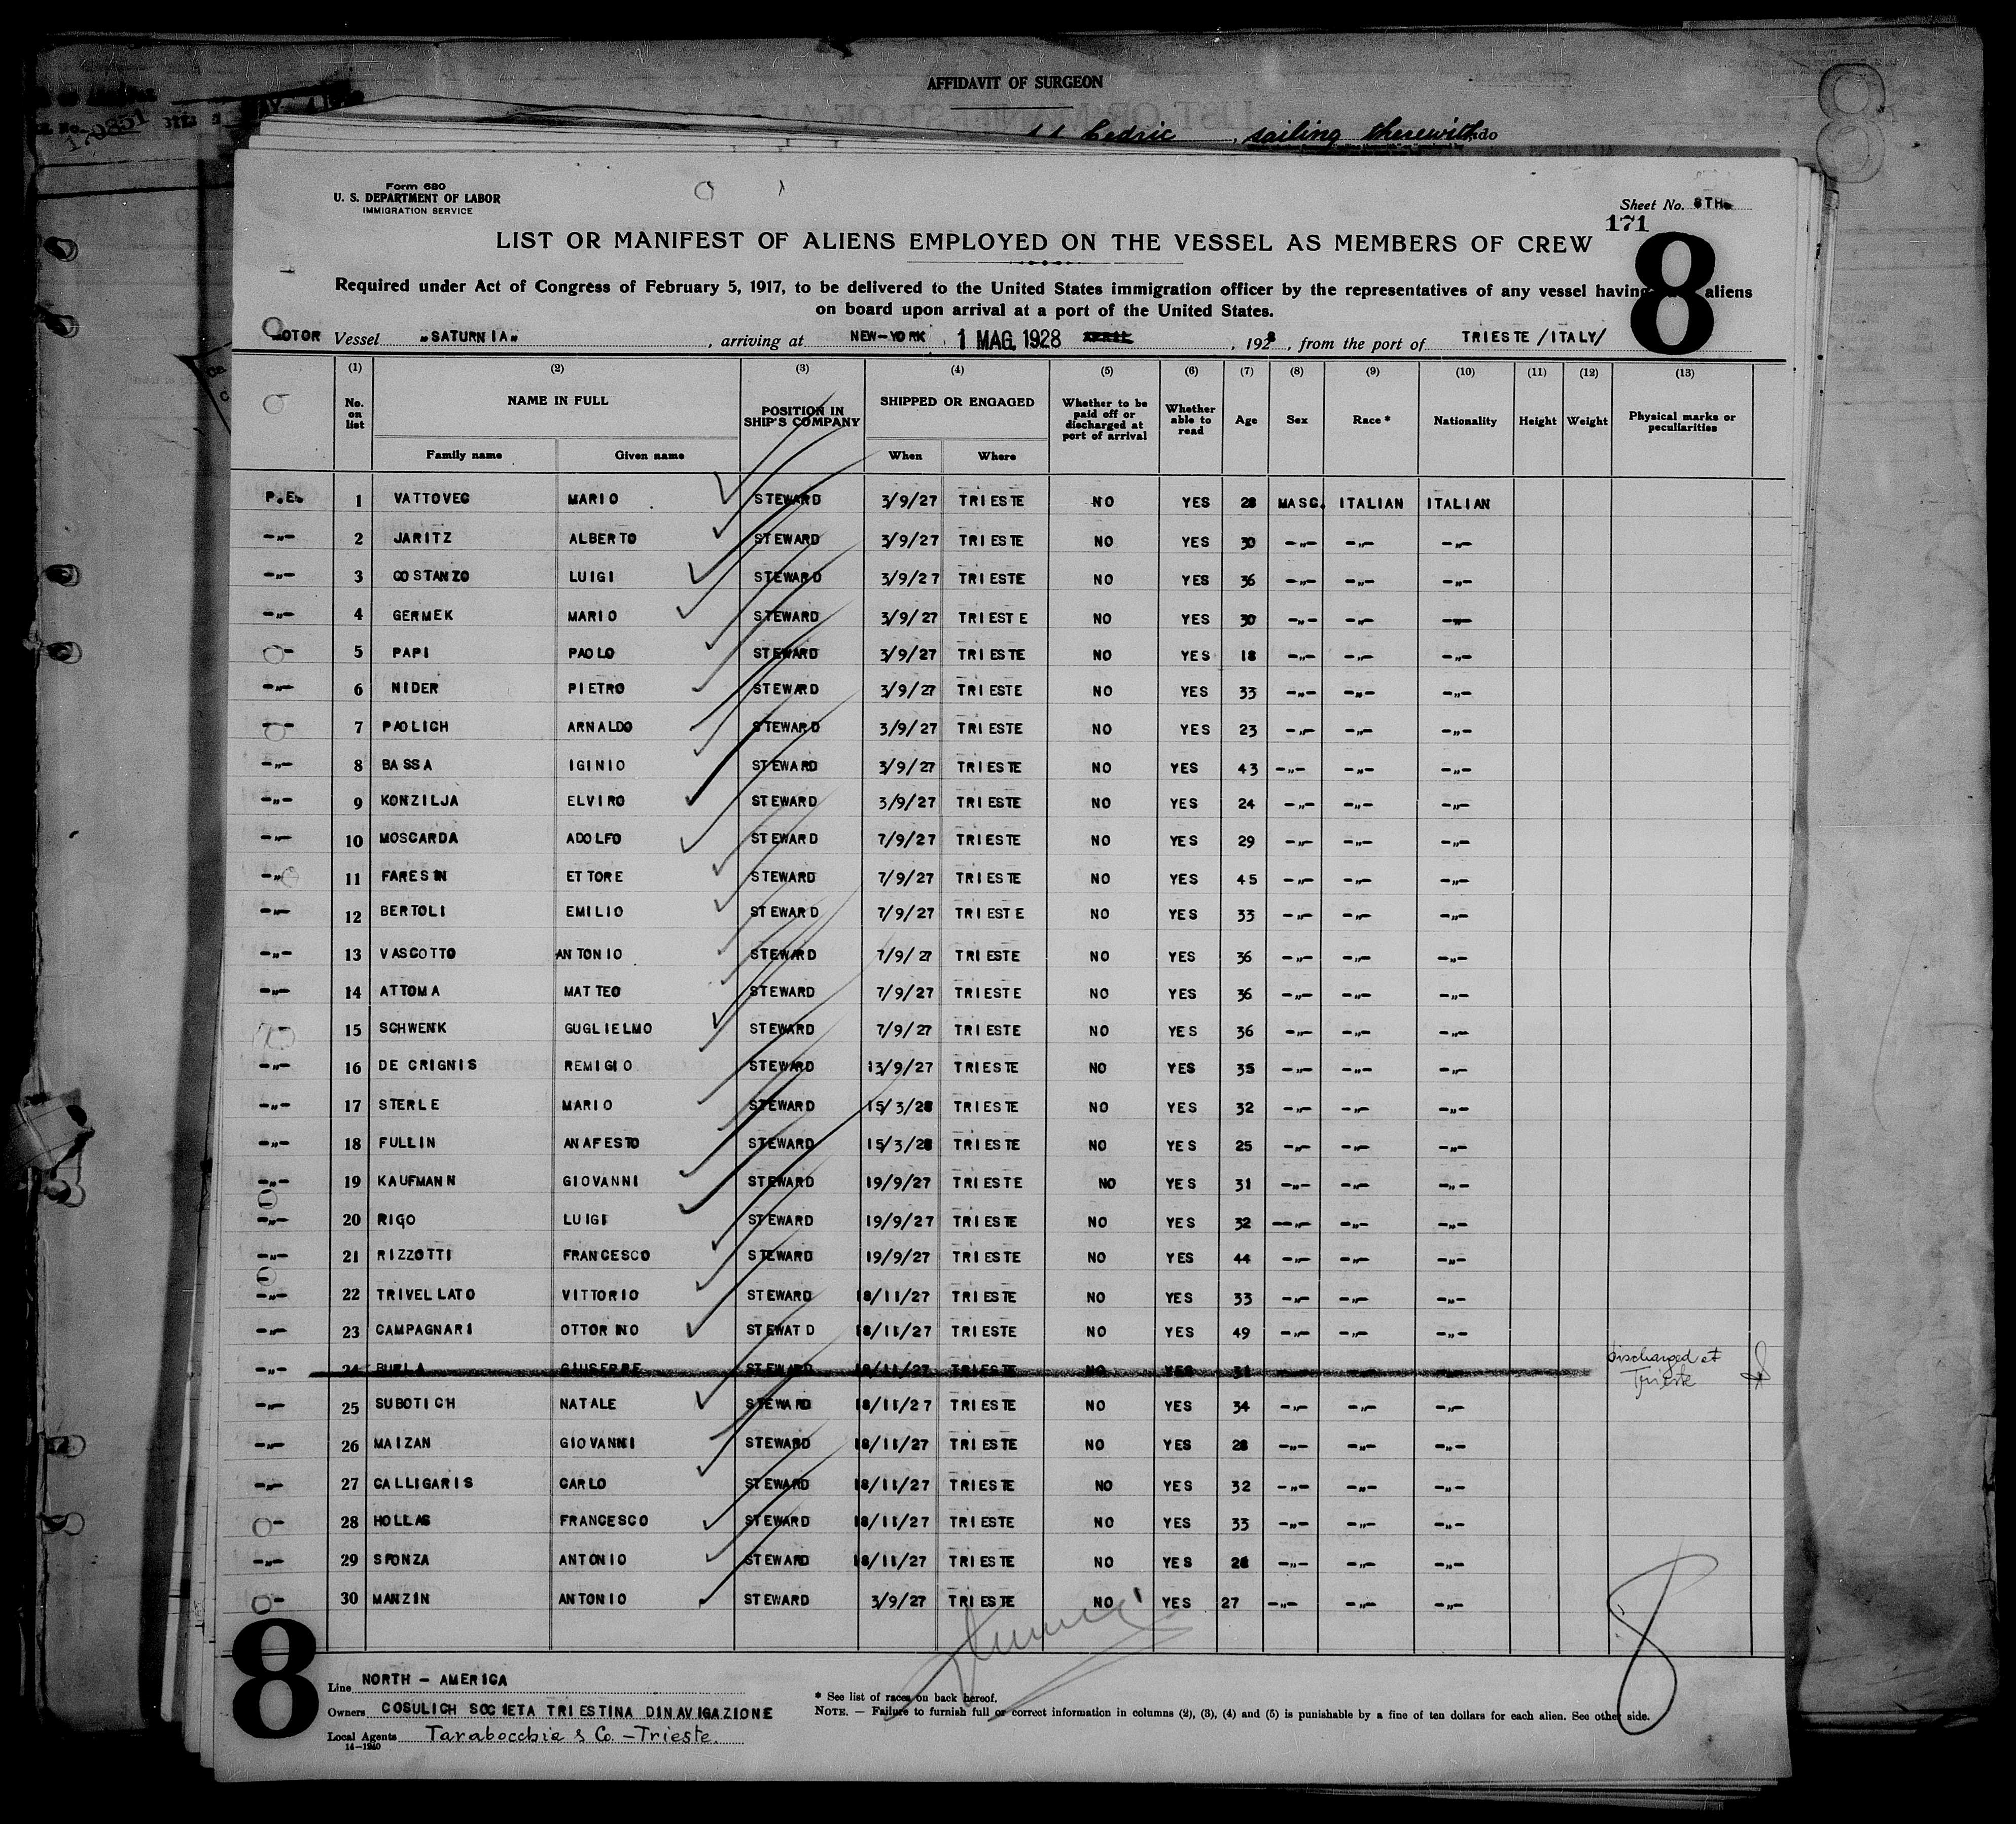 AFFIDAVIT OF SURGEON
Cedric, sailing therewith, do
Form 680
U. S. DEPARTMENT OF LABOR
IMMIGRATION SERVICE
Sheet No. 8TH.
171
8
LIST OR MANIFEST OF ALIENS EMPLOYED ON THE VESSEL AS MEMBERS OF CREW
Required under Act of Congress of February 5, 1917, to be delivered to the United States immigration officer by the representatives of any vessel having aliens
on board upon arrival at a port of the United States.
MOTOR Vessel „SATURNIA„, arriving at NEW-YORK 1 MAG. 1928 APRIL, 1928, from the port of TRIESTE /ITALY/
(1) (2) (3) (4) (5) (6) (7) (8) (9) (10) (11) (12) (13)
No. on list NAME IN FULL Family name Given name POSITION IN SHIP'S COMPANY SHIPPED OR ENGAGED When Where Whether to be paid off or discharged at port of arrival Whether able to read Age Sex Race* Nationality Height Weight Physical marks or peculiarities
P.E. 1 VATTOVEC MARIO STEWARD 3/9/27 TRIESTE NO YES 28 MASC. ITALIAN ITALIAN
-„- 2 JARITZ ALBERTO STEWARD 3/9/27 TRIESTE NO YES 30 -„- -„- -„-
-„- 3 COSTANZO LUIGI STEWARD 3/9/27 TRIESTE NO YES 36 -„- -„- -„-
-„- 4 GERMEK MARIO STEWARD 3/9/27 TRIESTE NO YES 30 -„- -„- -„-
-„- 5 PAPI PAOLO STEWARD 3/9/27 TRIESTE NO YES 18 -„- -„- -„-
-„- 6 NIDER PIETRO STEWARD 3/9/27 TRIESTE NO YES 33 -„- -„- -„-
-„- 7 PAOLICH ARNALDO STEWARD 3/9/27 TRIESTE NO YES 23 -„- -„- -„-
-„- 8 BASSA IGINIO STEWARD 3/9/27 TRIESTE NO YES 43 -„- -„- -„-
-„- 9 KONZILJA ELVIRO STEWARD 3/9/27 TRIESTE NO YES 24 -„- -„- -„-
-„- 10 MOSCARDA ADOLFO STEWARD 7/9/27 TRIESTE NO YES 29 -„- -„- -„-
-„- 11 FARESIN ETTORE STEWARD 7/9/27 TRIESTE NO YES 45 -„- -„- -„-
-„- 12 BERTOLI EMILIO STEWARD 7/9/27 TRIESTE NO YES 33 -„- -„- -„-
-„- 13 VASCOTTO ANTONIO STEWARD 7/9/27 TRIESTE NO YES 36 -„- -„- -„-
-„- 14 ATTOMA MATTEO STEWARD 7/9/27 TRIESTE NO YES 36 -„- -„- -„-
-„- 15 SCHWENK GUGLIELMO STEWARD 7/9/27 TRIESTE NO YES 36 -„- -„- -„-
-„- 16 DE CRIGNIS REMIGIO STEWARD 13/9/27 TRIESTE NO YES 35 -„- -„- -„-
-„- 17 STERLE MARIO STEWARD 15/3/28 TRIESTE NO YES 32 -„- -„- -„-
-„- 18 FULLIN ANAFESTO STEWARD 15/3/28 TRIESTE NO YES 25 -„- -„- -„-
-„- 19 KAUFMANN GIOVANNI STEWARD 19/9/27 TRIESTE NO YES 31 -„- -„- -„-
-„- 20 RIGO LUIGI STEWARD 19/9/27 TRIESTE NO YES 32 -„- -„- -„-
-„- 21 RIZZOTTI FRANCESCO STEWARD 19/9/27 TRIESTE NO YES 44 -„- -„- -„-
-„- 22 TRIVELLATO VITTORIO STEWARD 18/11/27 TRIESTE NO YES 33 -„- -„- -„-
-„- 23 CAMPAGNARI OTTORINO STEWATD 18/11/27 TRIESTE NO YES 49 -„- -„- -„-
-„- 24 GIUSEPPE STEWARD 18/11/27 TRIESTE NO YES 31 Discharged at Trieste
-„- 25 SUBOTICH NATALE STEWARD 18/11/27 TRIESTE NO YES 34 -„- -„- -„-
-„- 26 MAIZAN GIOVANNI STEWARD 18/11/27 TRIESTE NO YES 28 -„- -„- -„-
-„- 27 CALLIGARIS CARLO STEWARD 18/11/27 TRIESTE NO YES 32 -„- -„- -„-
-„- 28 HOLLAS FRANCESCO STEWARD 18/11/27 TRIESTE NO YES 33 -„- -„- -„-
-„- 29 SPONZA ANTONIO STEWARD 18/11/27 TRIESTE NO YES -„- -„- -„-
-„- 30 MANZIN ANTONIO STEWARD 3/9/27 TRIESTE NO YES 27 -„- -„- -„-
8
8
Line NORTH - AMERICA
Owners COSULICH SOCIETA TRIESTINA DINAVIGAZIONE
Local Agents Tarabocchia & Co. - Trieste.
14-1240
* See list of races on back hereof.
NOTE. — Failure to furnish full or correct information in columns (2), (3), (4) and (5) is punishable by a fine of ten dollars for each alien. See other side.